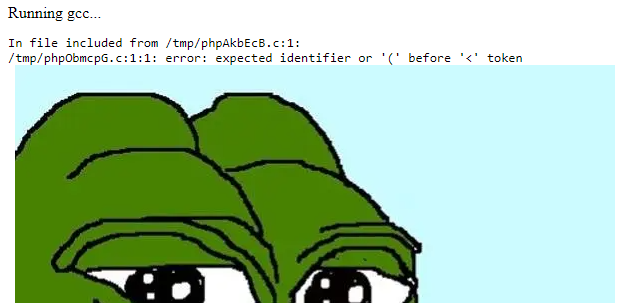 Running gcc...
In file included from /tmp/phpAkbEcB.c:1:
/tmp/phpObmcpG.c:1:1: error: expected identifier or '(' before '<' token